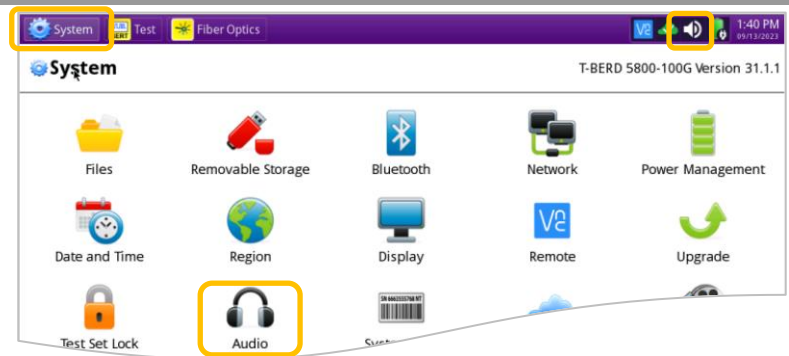 System Test Fiber Optics 1:40 PM
09/13/2023
System T-BERD 5800-100G Version 31.1.1
Files Removable Storage Bluetooth Network Power Management
Date and Time Region Display Remote Upgrade
Test Set Lock Audio